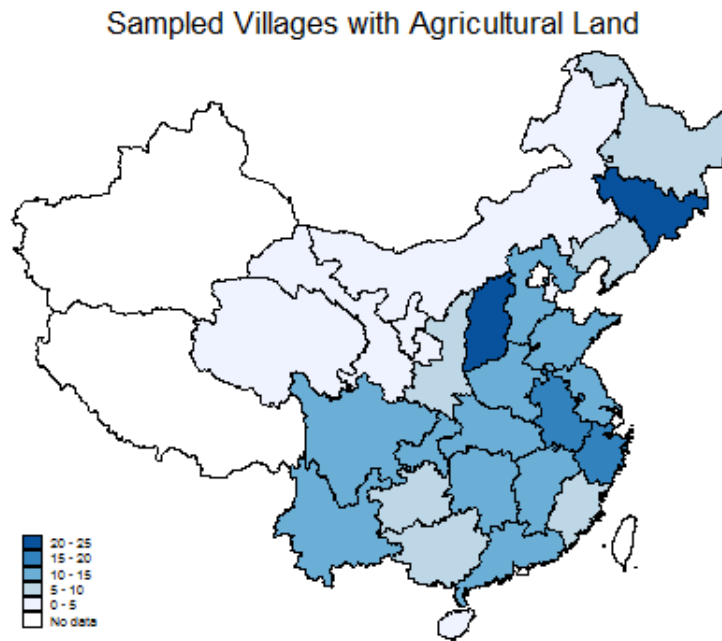 Sampled Villages with Agricultural Land
20 - 25
15 - 20
10 - 15
5 - 10
0 - 5
No data